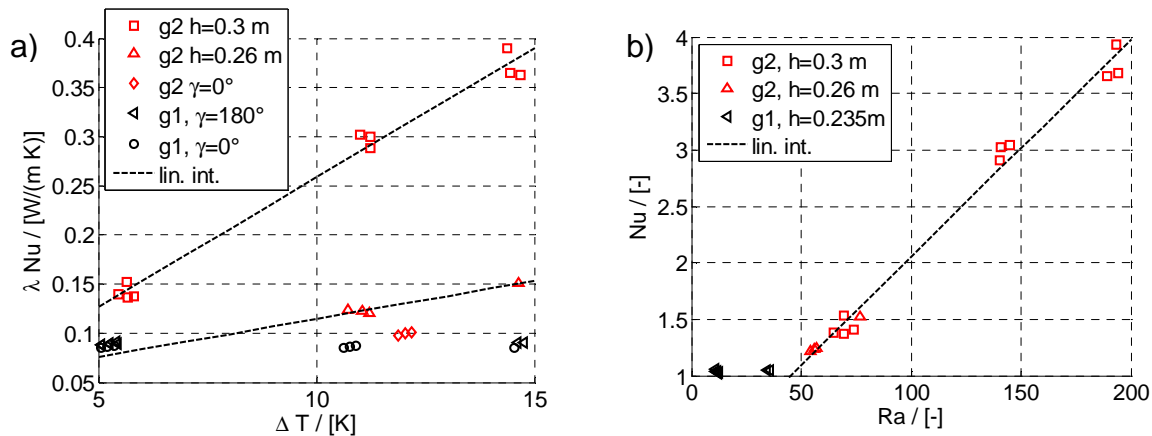 a)
g2 h=0.3 m
g2 h=0.26 m
g2 γ=0°
g1, γ=180°
g1, γ=0°
lin. int.
0.4
0.35
0.3
0.25
0.2
0.15
0.1
0.05
λ Nu / [W/(m K)]
5 10 15
Δ T / [K]
b)
g2, h=0.3 m
g2, h=0.26 m
g1, h=0.235m
lin. int.
4
3.5
3
2.5
2
1.5
1
Nu / [-]
0 50 100 150 200
Ra / [-]